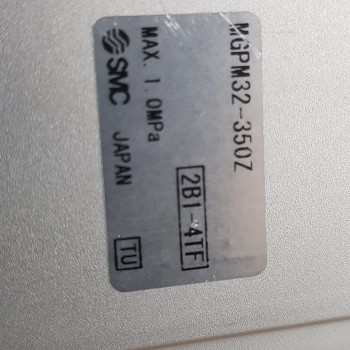 MGPM32-350Z
2B1-4TF
MAX. 1.0MPa
SMC JAPAN
TU